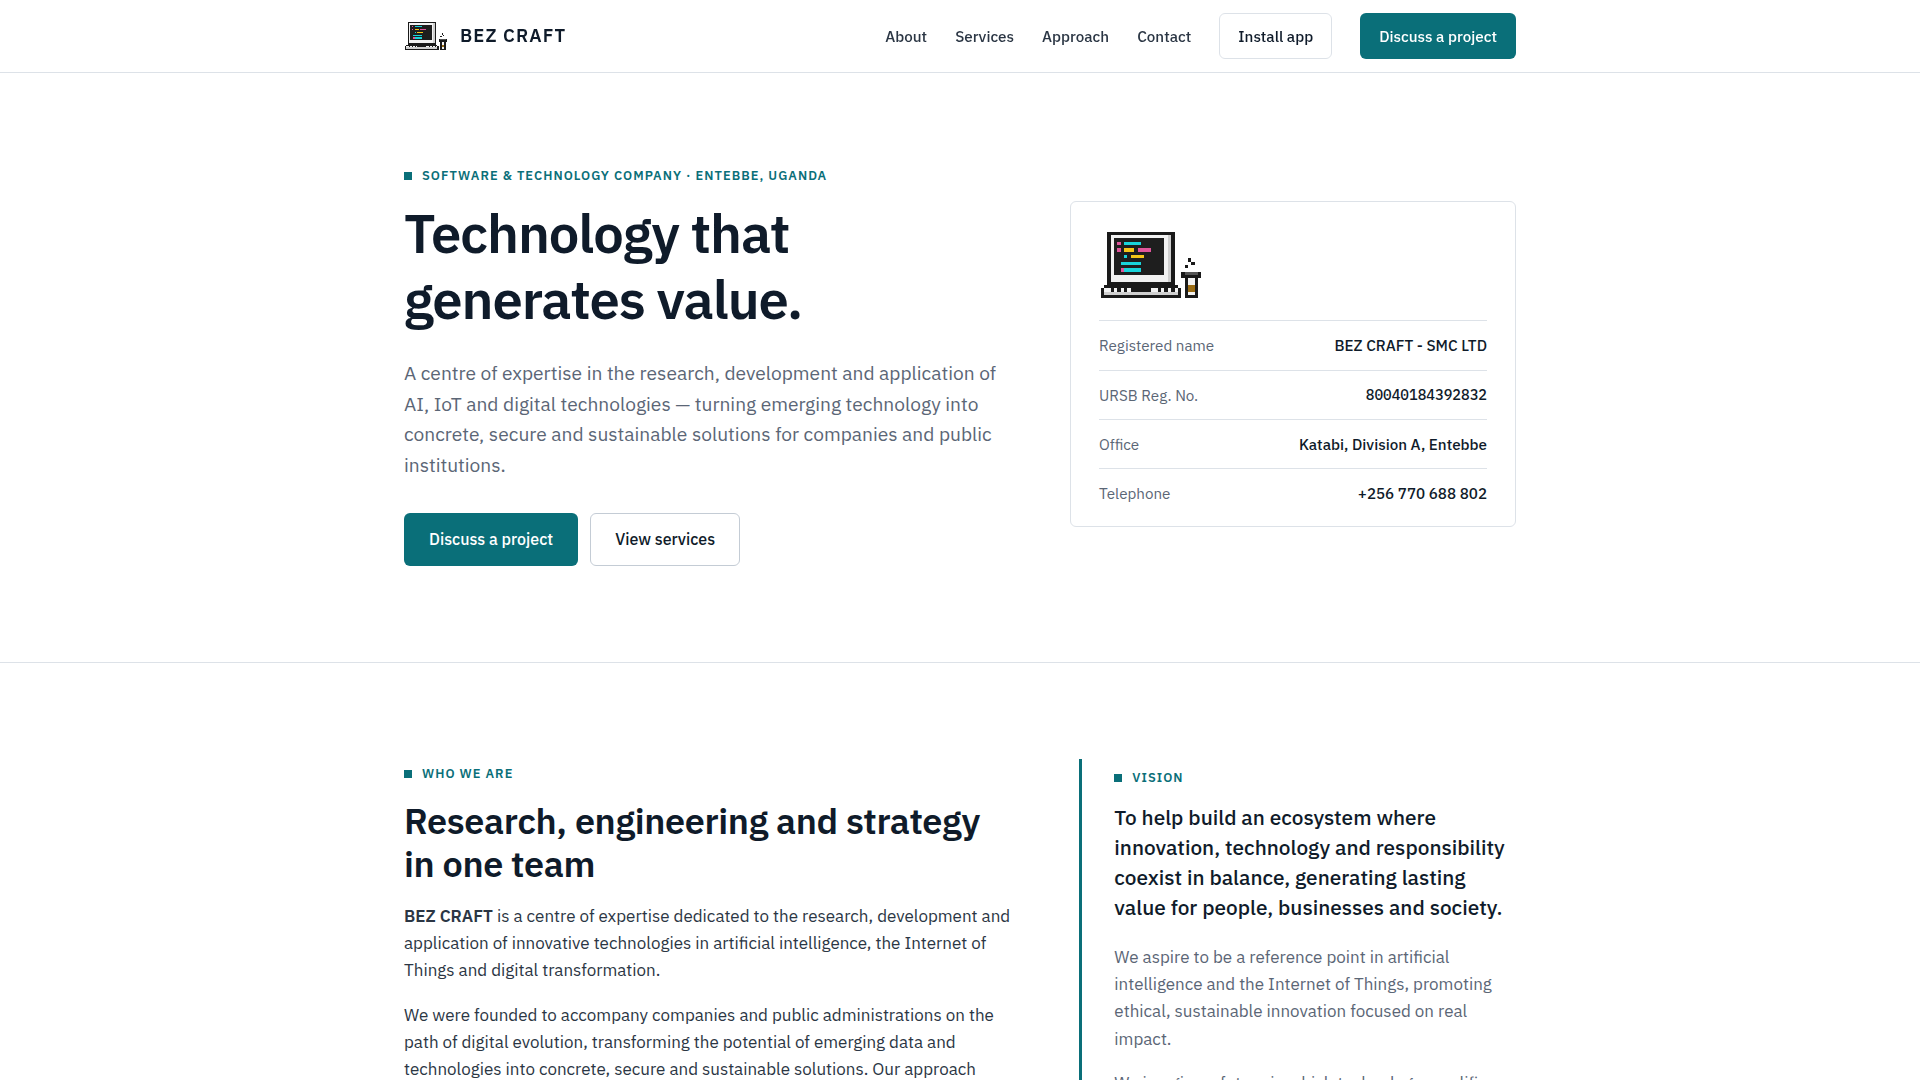 BEZ CRAFT
About
Services
Approach
Contact
Install app
Discuss a project
SOFTWARE & TECHNOLOGY COMPANY · ENTEBBE, UGANDA
Technology that
generates value.
A centre of expertise in the research, development and application of
AI, IoT and digital technologies — turning emerging technology into
concrete, secure and sustainable solutions for companies and public
institutions.
Discuss a project
View services
Registered name BEZ CRAFT - SMC LTD
URSB Reg. No. 80040184392832
Office Katabi, Division A, Entebbe
Telephone +256 770 688 802
WHO WE ARE
Research, engineering and strategy
in one team
BEZ CRAFT is a centre of expertise dedicated to the research, development and
application of innovative technologies in artificial intelligence, the Internet of
Things and digital transformation.
We were founded to accompany companies and public administrations on the
path of digital evolution, transforming the potential of emerging data and
technologies into concrete, secure and sustainable solutions. Our approach
VISION
To help build an ecosystem where
innovation, technology and responsibility
coexist in balance, generating lasting
value for people, businesses and society.
We aspire to be a reference point in artificial
intelligence and the Internet of Things, promoting
ethical, sustainable innovation focused on real
impact.